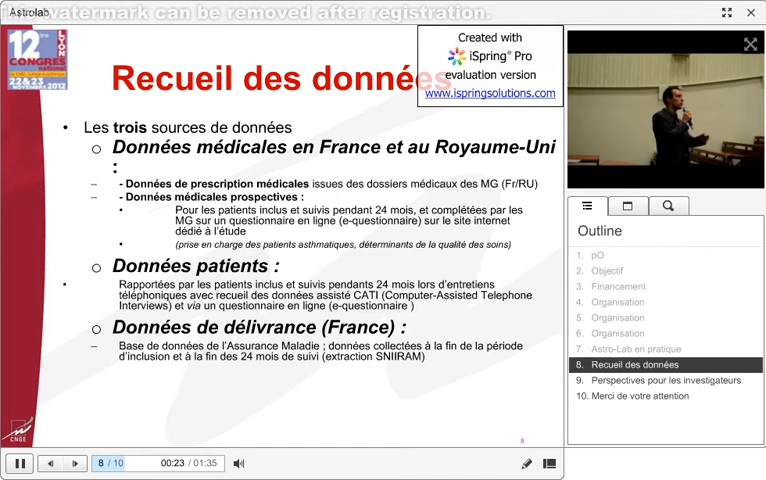 Astrolab
watermark can be removed after registration.
12ème
CONGRES
national
22&23
NOVEMBRE 2012
LYON
Created with
iSpring® Pro
evaluation version
www.ispringsolutions.com
Recueil des données
• Les trois sources de données
o Données médicales en France et au Royaume-Uni
:
– - Données de prescription médicales issues des dossiers médicaux des MG (Fr/RU)
– - Données médicales prospectives :
• Pour les patients inclus et suivis pendant 24 mois, et complétées par les
MG sur un questionnaire en ligne (e-questionnaire) sur le site internet
dédié à l'étude
• (prise en charge des patients asthmatiques, déterminants de la qualité des soins)
o Données patients :
• Rapportées par les patients inclus et suivis pendants 24 mois lors d'entretiens
téléphoniques avec recueil des données assisté CATI (Computer-Assisted Telephone
Interviews) et via un questionnaire en ligne (e-questionnaire )
o Données de délivrance (France) :
– Base de données de l'Assurance Maladie ; données collectées à la fin de la période
d'inclusion et à la fin des 24 mois de suivi (extraction SNIIRAM)
CNGE
8
Outline
1. pO
2. Objectif
3. Financement
4. Organisation
5. Organisation
6. Organisation
7. Astro-Lab en pratique
8. Recueil des données
9. Perspectives pour les investigateurs
10. Merci de votre attention
8 / 10
00:23 / 01:35